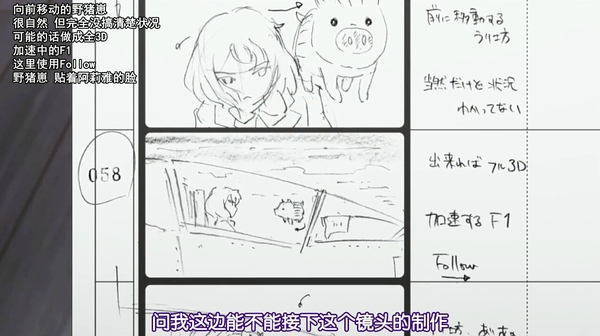 向前移动的野猪崽
很自然 但完全没搞清楚状况
可能的话做成全3D
加速中的F1
这里使用Follow
野猪崽 贴着阿莉雅的脸
前に移動する
うり坊
当然だけど状況
わかってない
058
出来ればフル3D
加速するF1
Follow
问我这边能不能接下这个镜头的制作